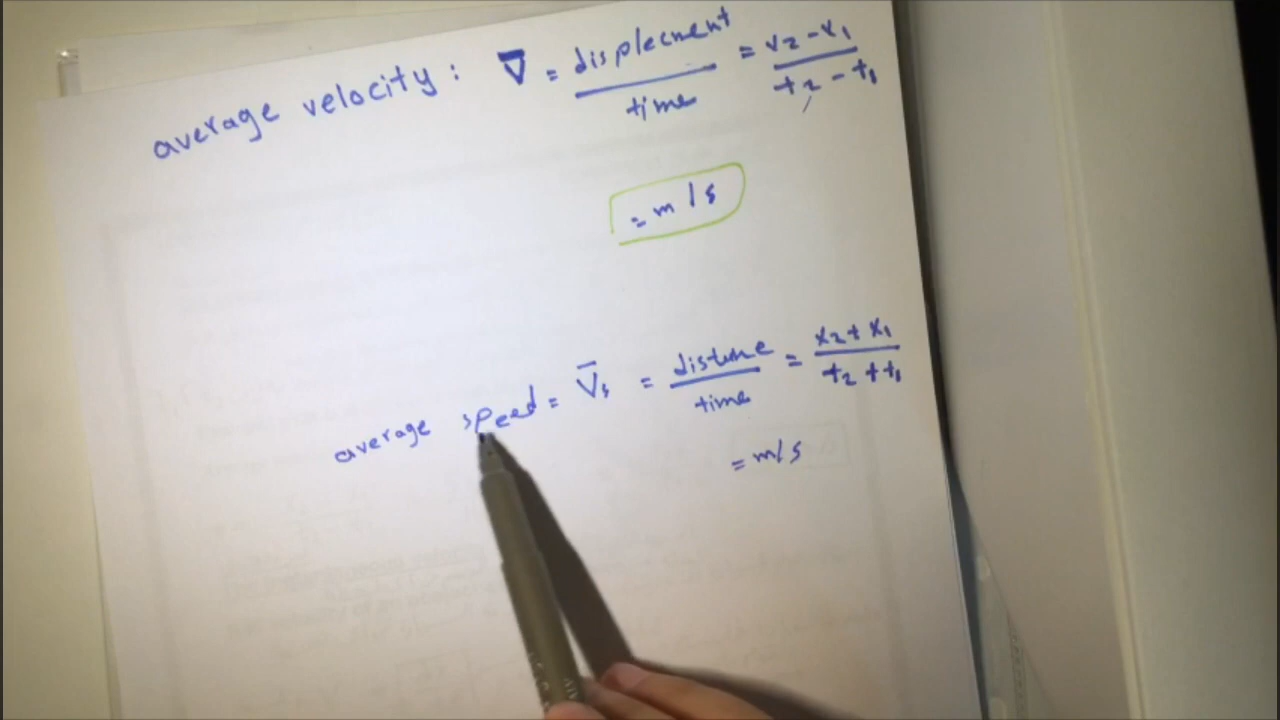 average velocity : V̅ = displecment / time = x2 - x1 / t2 - t1
= m/s
average speed = V̅s = distance / time = x2 + x1 / t2 + t1
= m/s